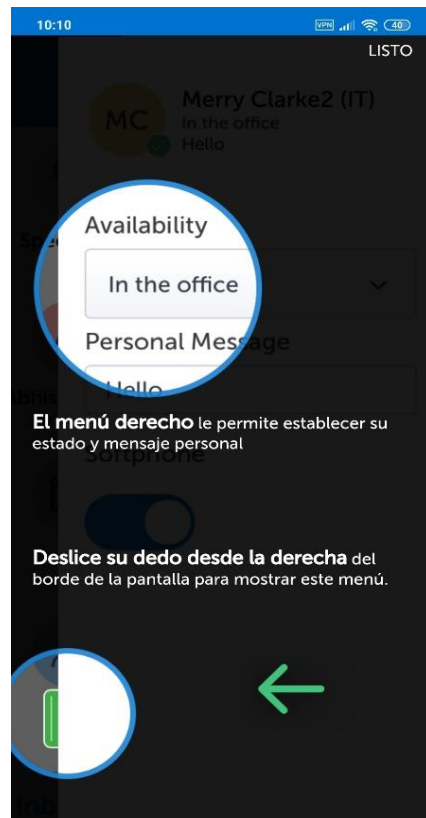 10:10
VPN
40
LISTO
MC
Merry Clarke2 (IT)
In the office
Hello
Spe
Availability
In the office
Personal Message
Hello
Abhis
El menú derecho le permite establecer su
estado y mensaje personal
Softphone
Deslice su dedo desde la derecha del
borde de la pantalla para mostrar este menú.